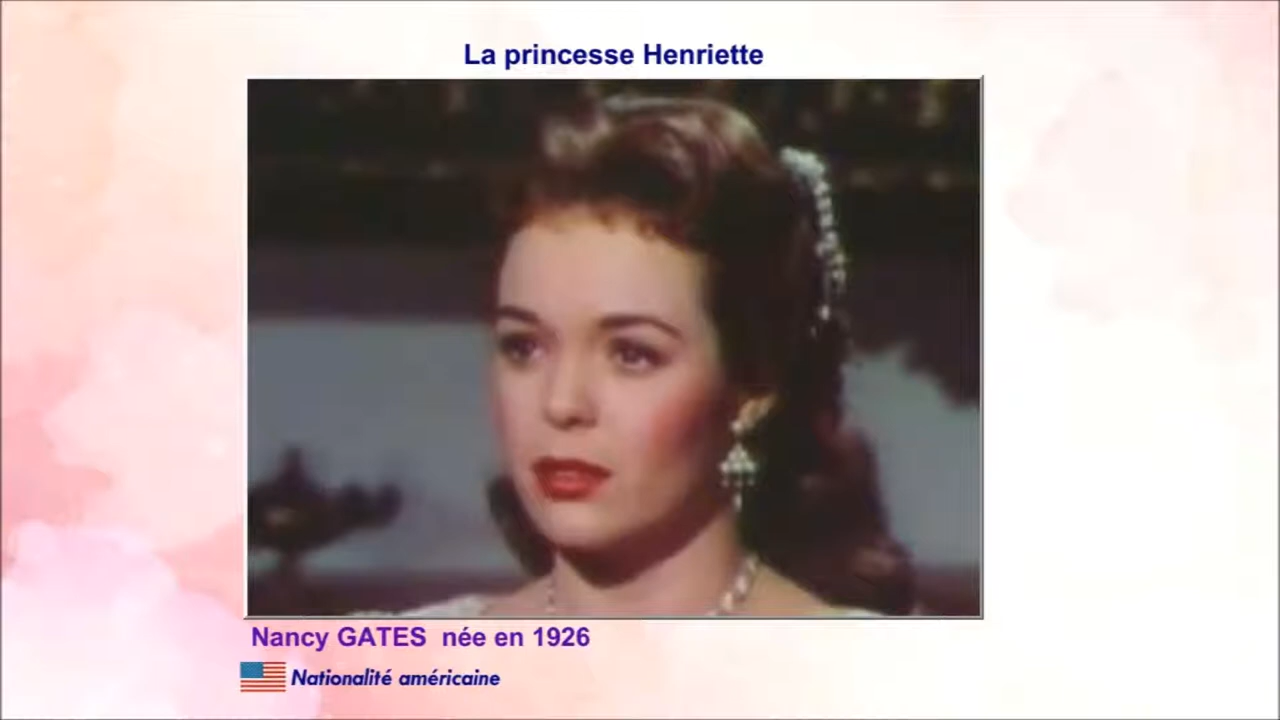 La princesse Henriette
Nancy GATES née en 1926
Nationalité américaine